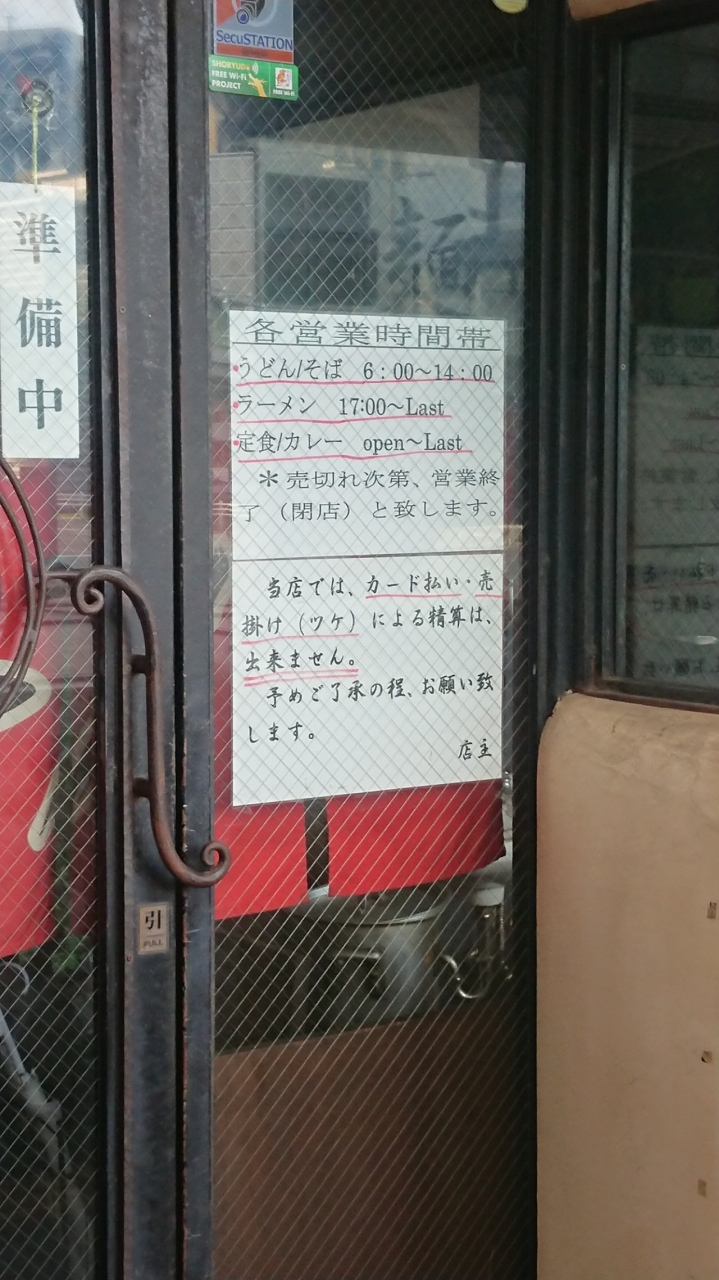 SecuSTATION
SHORYUDO
FREE Wi-Fi
PROJECT
FREE Wi-Fi
準備中
麺
各営業時間帯
うどん/そば 6:00〜14:00
ラーメン 17:00〜Last
定食/カレー open〜Last
＊売切れ次第、営業終
了（閉店）と致します。
当店では、カード払い・売
掛け（ツケ）による精算は、
出来ません。
予めご了承の程、お願い致
します。
店主
引
PULL